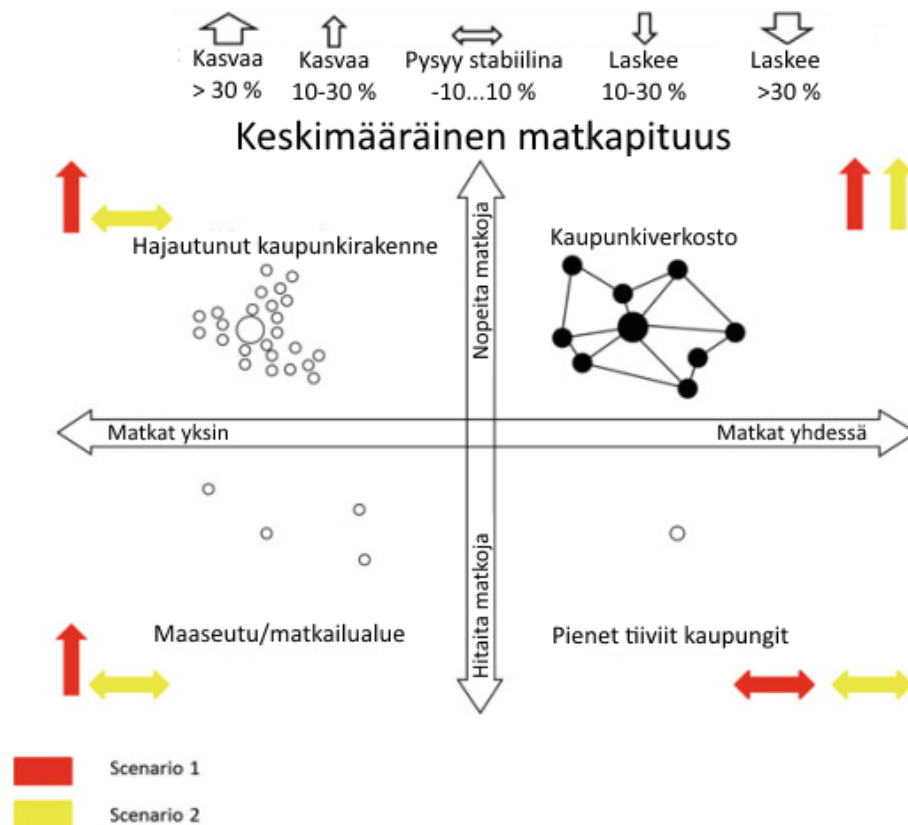 Kasvaa Kasvaa Pysyy stabiilina Laskee Laskee
> 30 % 10-30 % -10...10 % 10-30 % >30 %
Keskimääräinen matkapituus
Hajautunut kaupunkirakenne
Nopeita matkoja
Kaupunkiverkosto
Matkat yksin
Matkat yhdessä
Hitaita matkoja
Maaseutu/matkailualue
Pienet tiiviit kaupungit
Scenario 1
Scenario 2